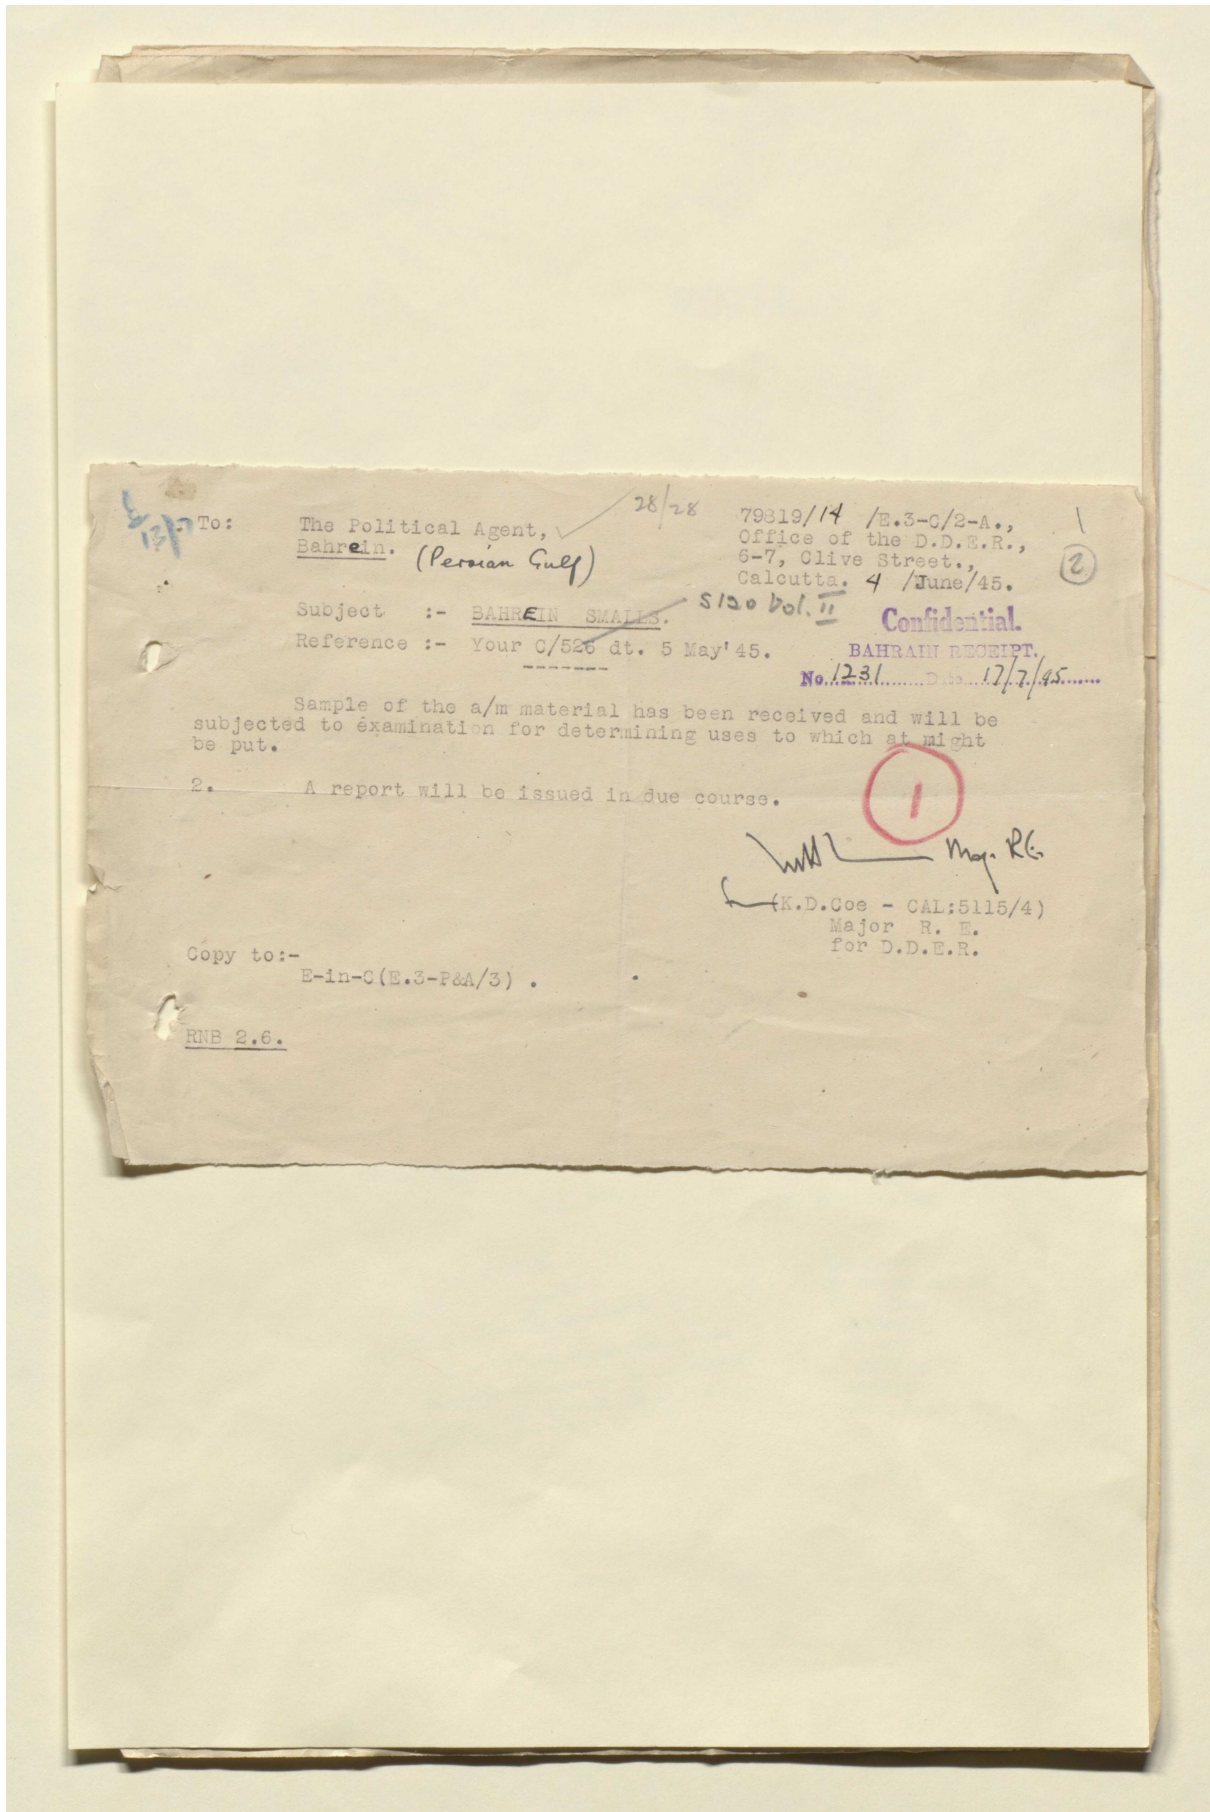 28/28
79819/14 /E.3-C/2-A.,
1
To: The Political Agent,
Office of the D.D.E.R.,
Bahrein. (Persian Gulf)
6-7, Clive Street.,
2
Calcutta. 4 /June/45.
13/7
S120 Vol. II
Subject :- BAHREIN SMALLS.
Confidential.
Reference :- Your C/526 dt. 5 May'45.
BAHRAIN RECEIPT.
No 1231 Date 17/7/45
Sample of the a/m material has been received and will be
subjected to examination for determining uses to which at might
be put.
2. A report will be issued in due course.
1
Maj. R.E.
(K.D.Coe - CAL:5115/4)
Major R. E.
for D.D.E.R.
Copy to:-
E-in-C(E.3-P&A/3) .
RNB 2.6.